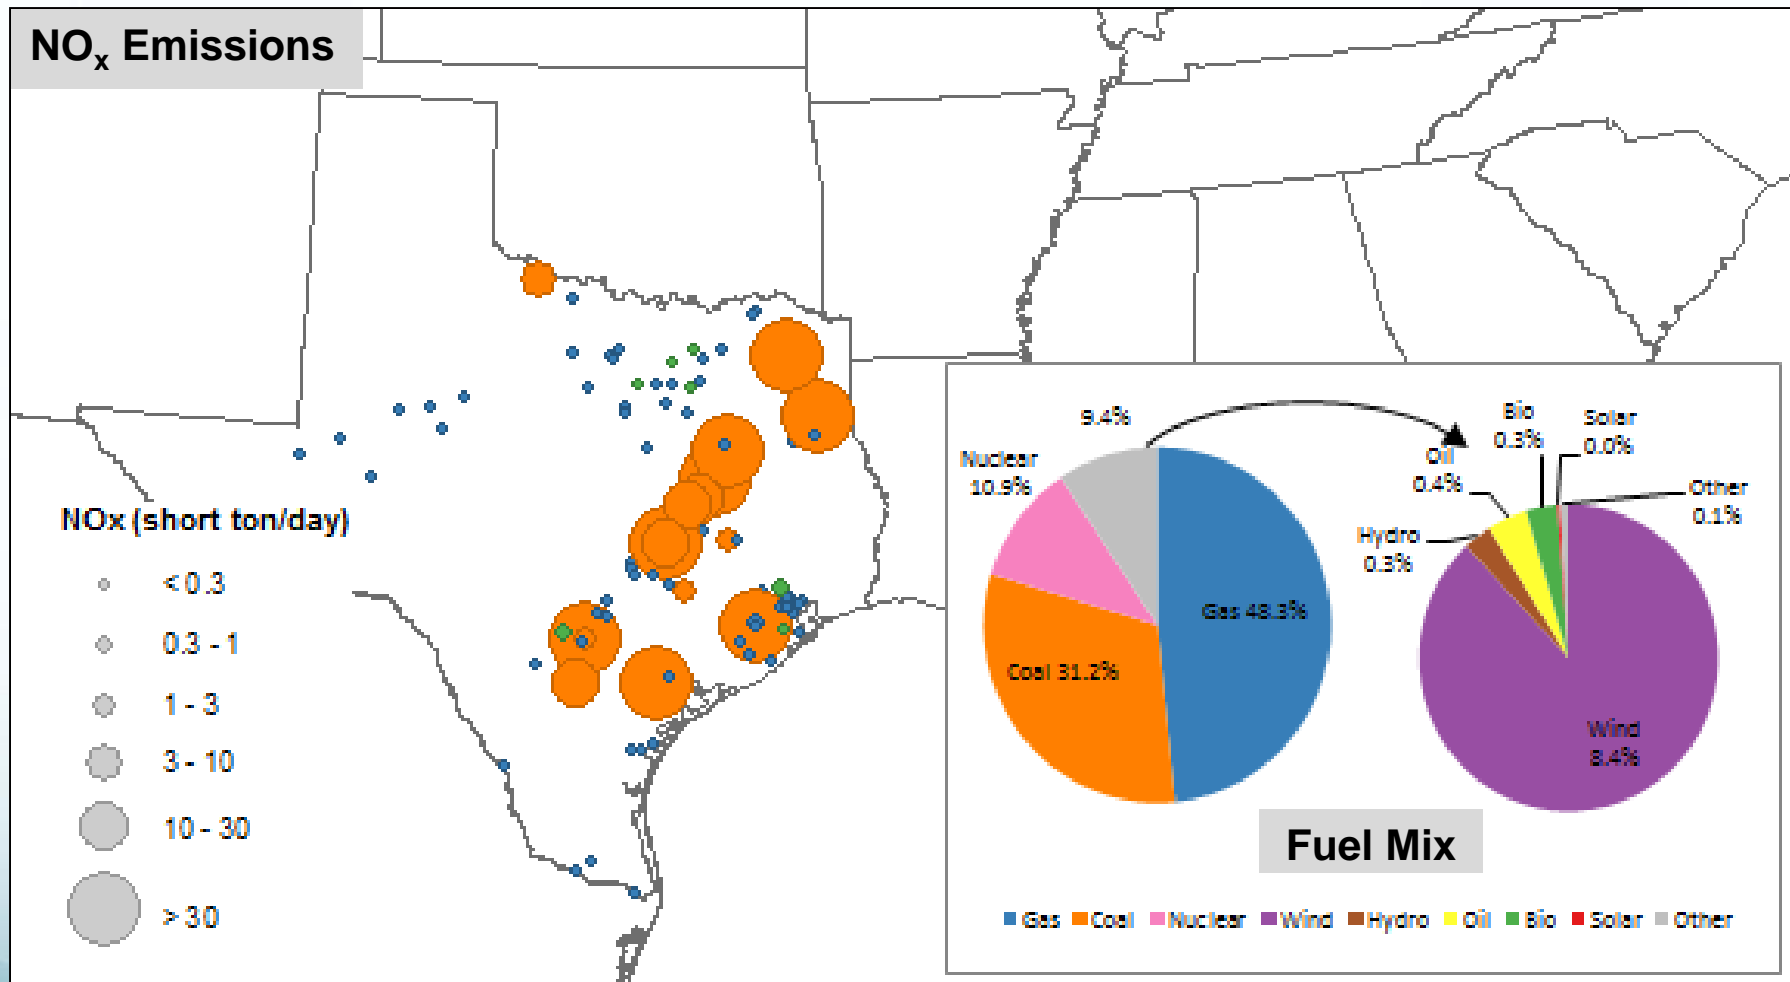 NOx Emissions
NOx (short ton/day)
< 0.3
0.3 - 1
1 - 3
3 - 10
10 - 30
> 30
9.4%
Nuclear
10.9%
Gas 48.3%
Coal 31.2%
Bio
0.3%
Solar
0.0%
Oil
0.4%
Other
0.1%
Hydro
0.3%
Wind
8.4%
Fuel Mix
Gas Coal Nuclear Wind Hydro Oil Bio Solar Other